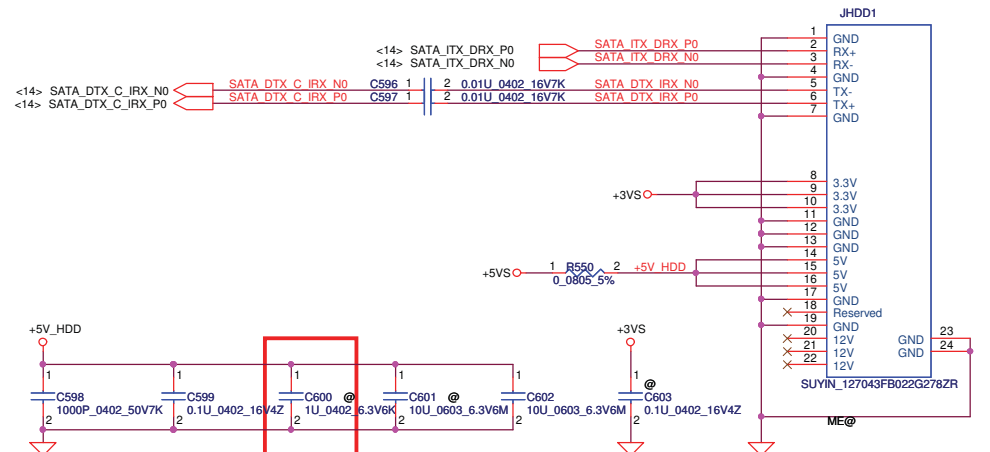 JHDD1
1 GND
<14> SATA_ITX_DRX_P0 SATA_ITX_DRX_P0 2 RX+
<14> SATA_ITX_DRX_N0 SATA_ITX_DRX_N0 3 RX-
4 GND
<14> SATA_DTX_C_IRX_N0 SATA_DTX_C_IRX_N0 C596 1 2 0.01U_0402_16V7K SATA_DTX_IRX_N0 5 TX-
<14> SATA_DTX_C_IRX_P0 SATA_DTX_C_IRX_P0 C597 1 2 0.01U_0402_16V7K SATA_DTX_IRX_P0 6 TX+
7 GND
8 3.3V
+3VS 9 3.3V
10 3.3V
11 GND
12 GND
13 GND
14 5V
+5VS 1 R550 2 +5V_HDD 15 5V
0_0805_5% 16 5V
17 GND
18 Reserved
19 GND
20 12V GND 23
21 12V GND 24
22 12V
SUYIN_127043FB022G278ZR
ME@
+5V_HDD +3VS
1 1 1 1 1 1
@ @ @
C598 C599 C600 C601 C602 C603
1000P_0402_50V7K 0.1U_0402_16V4Z 1U_0402_6.3V6K 10U_0603_6.3V6M 10U_0603_6.3V6M 0.1U_0402_16V4Z
2 2 2 2 2 2